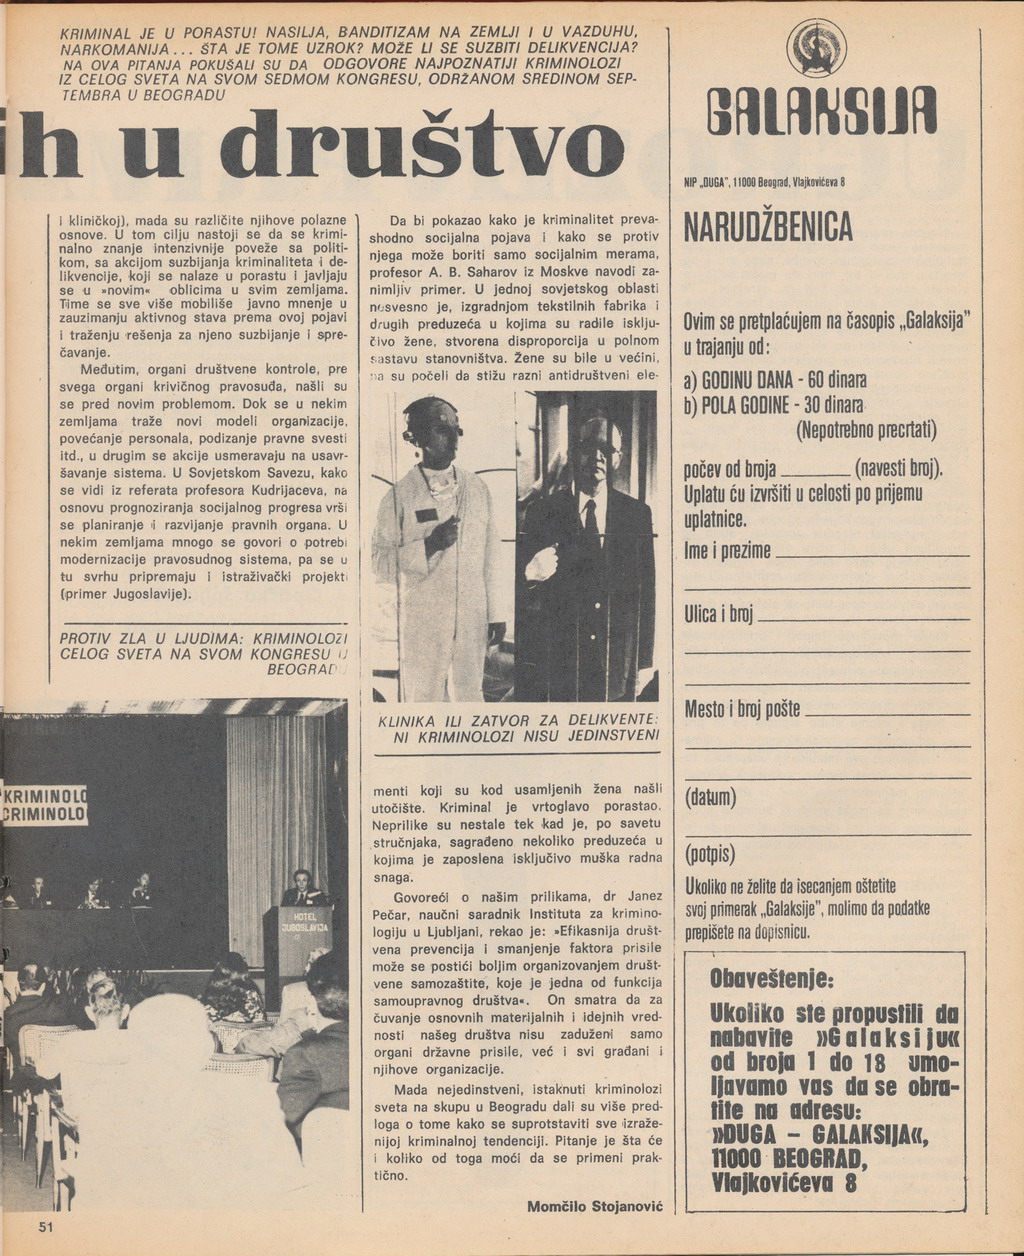 KRIMINAL JE U PORASTU! NASILJA, BANDITIZAM NA ZEMLJI I U VAZDUHU,
NARKOMANIJA... ŠTA JE TOME UZROK? MOŽE LI SE SUZBITI DELIKVENCIJA?
NA OVA PITANJA POKUŠALI SU DA ODGOVORE NAJPOZNATIJI KRIMINOLOZI
IZ CELOG SVETA NA SVOM SEDMOM KONGRESU, ODRŽANOM SREDINOM SEP-
TEMBRA U BEOGRADU
h u društvo
i kliničkoj), mada su različite njihove polazne
osnove. U tom cilju nastoji se da se krimi-
nalno znanje intenzivnije poveže sa politi-
kom, sa akcijom suzbijanja kriminaliteta i de-
likvencije, koji se nalaze u porastu i javljaju
se u »novim« oblicima u svim zemljama.
Time se sve više mobiliše javno mnenje u
zauzimanju aktivnog stava prema ovoj pojavi
i traženju rešenja za njeno suzbijanje i spre-
čavanje.
Međutim, organi društvene kontrole, pre
svega organi krivičnog pravosuđa, našli su
se pred novim problemom. Dok se u nekim
zemljama traže novi modeli organizacije,
povećanje personala, podizanje pravne svesti
itd., u drugim se akcije usmeravaju na usavr-
šavanje sistema. U Sovjetskom Savezu, kako
se vidi iz referata profesora Kudrijaceva, na
osnovu prognoziranja socijalnog progresa vrši
se planiranje i razvijanje pravnih organa. U
nekim zemljama mnogo se govori o potrebi
modernizacije pravosudnog sistema, pa se u
tu svrhu pripremaju i istraživački projekti
(primer Jugoslavije).
PROTIV ZLA U LJUDIMA: KRIMINOLOZI
CELOG SVETA NA SVOM KONGRESU U
BEOGRADU
KRIMINOLO
CRIMINOLO
HOTEL
JUGOSLAVIJA
51
Da bi pokazao kako je kriminalitet preva-
shodno socijalna pojava i kako se protiv
njega može boriti samo socijalnim merama,
profesor A. B. Saharov iz Moskve navodi za-
nimljiv primer. U jednoj sovjetskog oblasti
nesvesno je, izgradnjom tekstilnih fabrika i
drugih preduzeća u kojima su radile isklju-
čivo žene, stvorena disproporcija u polnom
sastavu stanovništva. Žene su bile u većini,
pa su počeli da stižu razni antidruštveni ele-
KLINIKA ILI ZATVOR ZA DELIKVENTE:
NI KRIMINOLOZI NISU JEDINSTVENI
menti koji su kod usamljenih žena našli
utočište. Kriminal je vrtoglavo porastao.
Neprilike su nestale tek kad je, po savetu
stručnjaka, sagrađeno nekoliko preduzeća u
kojima je zaposlena isključivo muška radna
snaga.
Govoreći o našim prilikama, dr Janez
Pečar, naučni saradnik Instituta za krimino-
logiju u Ljubljani, rekao je: »Efikasnija društ-
vena prevencija i smanjenje faktora prisile
može se postići boljim organizovanjem društ-
vene samozaštite, koje je jedna od funkcija
samoupravnog društva«. On smatra da za
čuvanje osnovnih materijalnih i idejnih vred-
nosti našeg društva nisu zaduženi samo
organi državne prisile, već i svi građani i
njihove organizacije.
Mada nejedinstveni, istaknuti kriminolozi
sveta na skupu u Beogradu dali su više pred-
loga o tome kako se suprotstaviti sve izraže-
nijoj kriminalnoj tendenciji. Pitanje je šta će
i koliko od toga moći da se primeni prak-
tično.
Momčilo Stojanović
GALAKSIJA
NIP „DUGA", 11000 Beograd, Vlajkovićeva 8
NARUDŽBENICA
Ovim se pretplaćujem na časopis „Galaksija"
u trajanju od:
a) GODINU DANA - 60 dinara
b) POLA GODINE - 30 dinara
(Nepotrebno precrtati)
počev od broja ________ (navesti broj).
Uplatu ću izvršiti u celosti po prijemu
uplatnice.
Ime i prezime
Ulica i broj
Mesto i broj pošte
(datum)
(potpis)
Ukoliko ne želite da isecanjem oštetite
svoj primerak „Galaksije", molimo da podatke
prepišete na dopisnicu.
Obaveštenje:
Ukoliko ste propustili da
nabavite »Galaksiju«
od broja 1 do 18 umo-
ljavamo vas da se obra-
tite na adresu:
»DUGA - GALAKSIJA«,
11000 BEOGRAD,
Vlajkovićeva 8